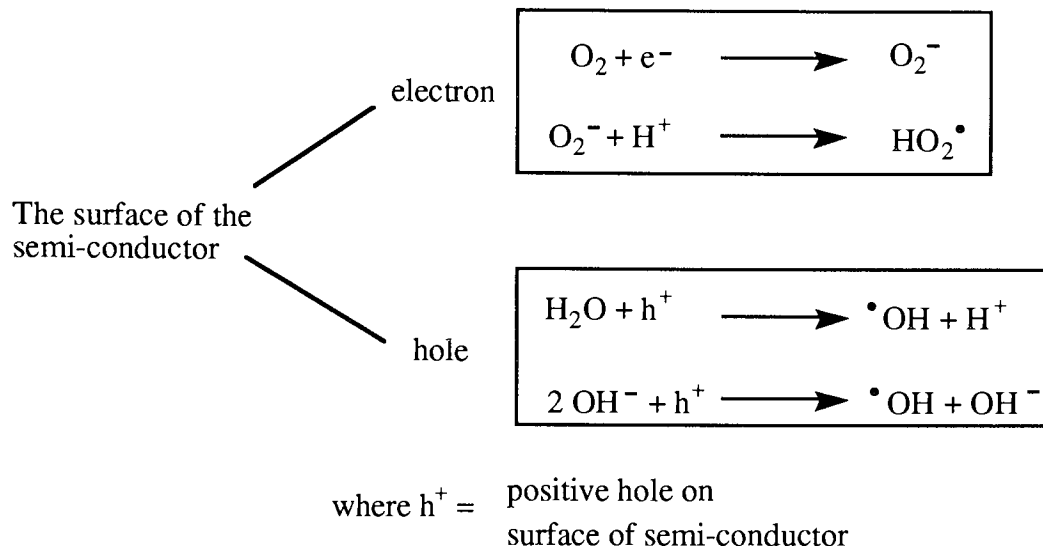 electron
O₂ + e⁻ ⟶ O₂⁻
O₂⁻ + H⁺ ⟶ HO₂•
The surface of the
semi-conductor
hole
H₂O + h⁺ ⟶ •OH + H⁺
2 OH⁻ + h⁺ ⟶ •OH + OH⁻
where h⁺ = positive hole on
surface of semi-conductor